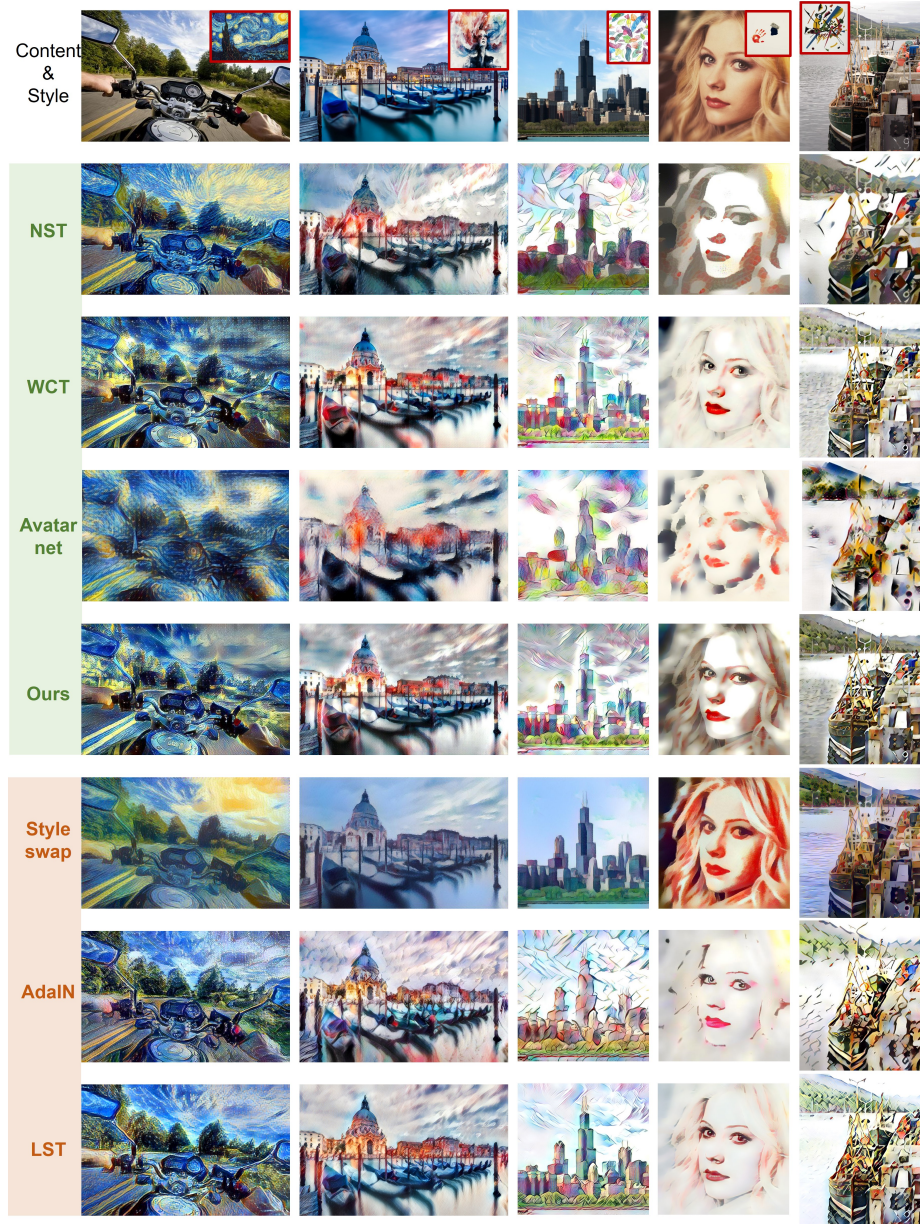 Content
&
Style
NST
WCT
Avatar
net
Ours
Style
swap
AdaIN
LST